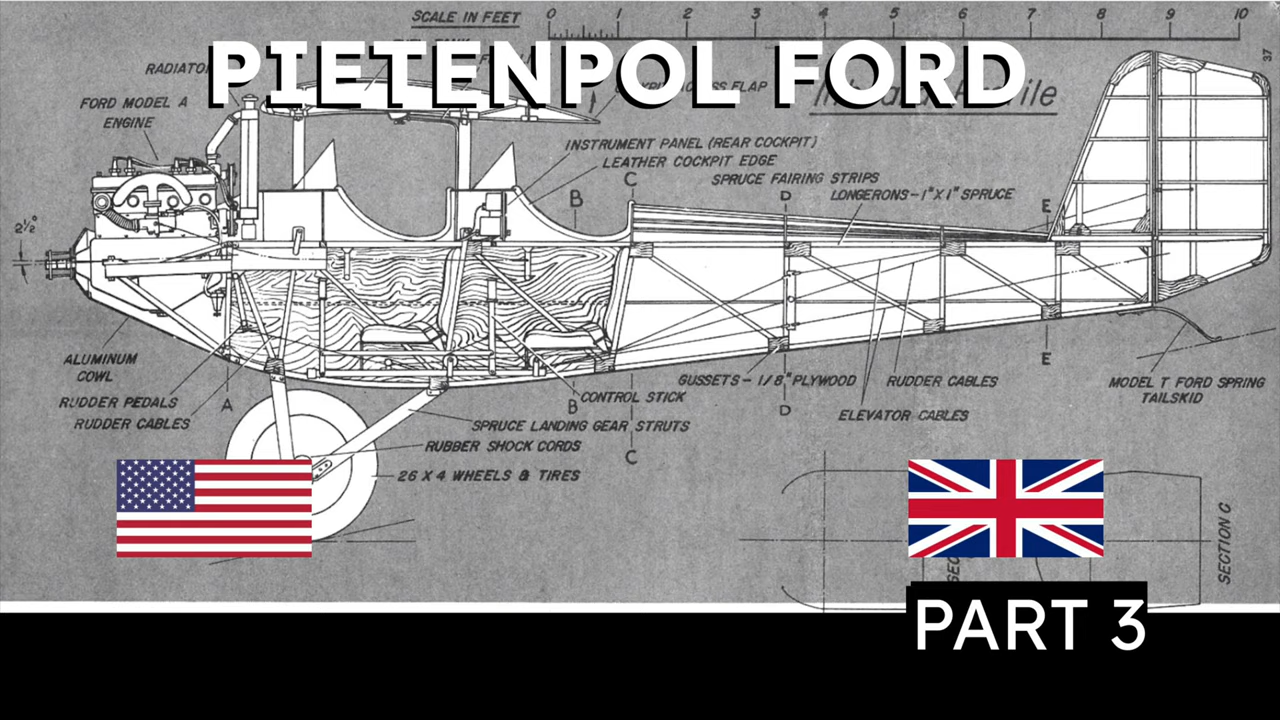 SCALE IN FEET
0 1 2 3 4 5 6 7 8 9 10
37
PIETENPOL FORD
RADIATOR
FORD MODEL A
ENGINE
INSTRUMENT PANEL (REAR COCKPIT)
LEATHER COCKPIT EDGE
SPRUCE FAIRING STRIPS
LONGERONS-1"X1" SPRUCE
B
C
D
E
2½°
ALUMINUM
COWL
RUDDER PEDALS
RUDDER CABLES
A
GUSSETS-1/8" PLYWOOD
RUDDER CABLES
ELEVATOR CABLES
MODEL T FORD SPRING
TAILSKID
CONTROL STICK
B
D
E
SPRUCE LANDING GEAR STRUTS
RUBBER SHOCK CORDS
C
26 X 4 WHEELS & TIRES
SECTION C
PART 3